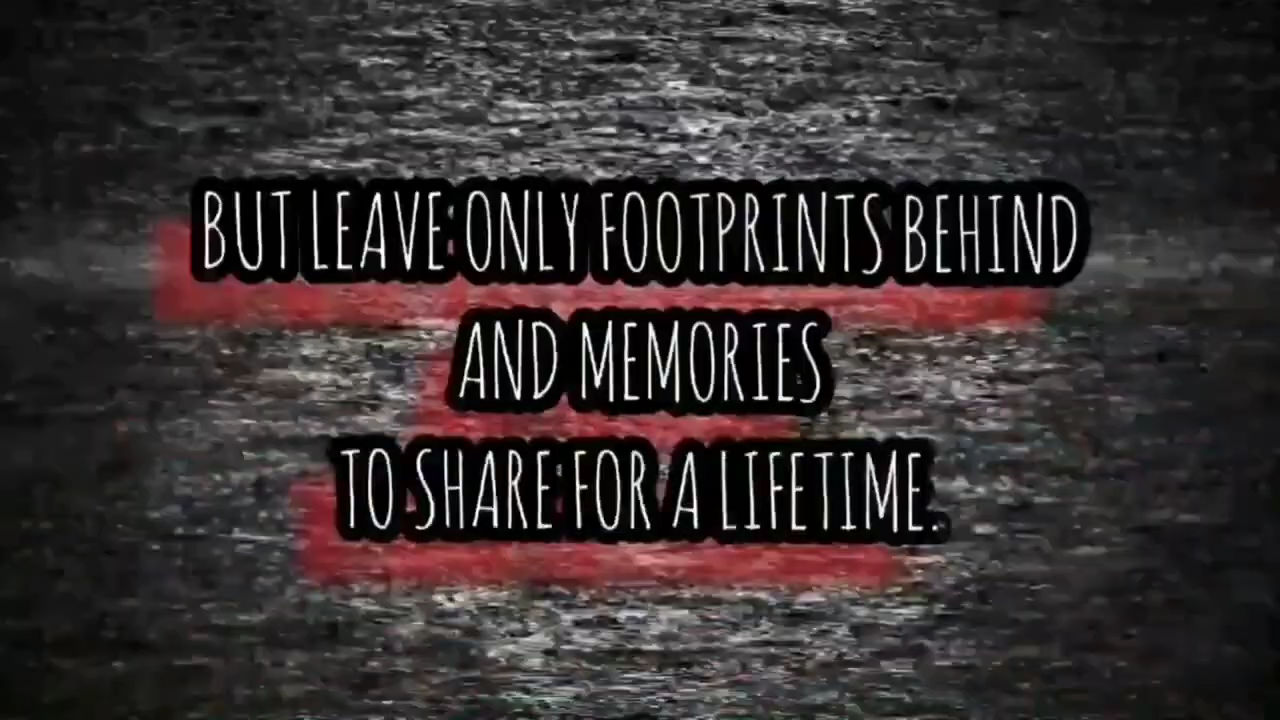 BUT LEAVE ONLY FOOTPRINTS BEHIND
AND MEMORIES
TO SHARE FOR A LIFETIME.